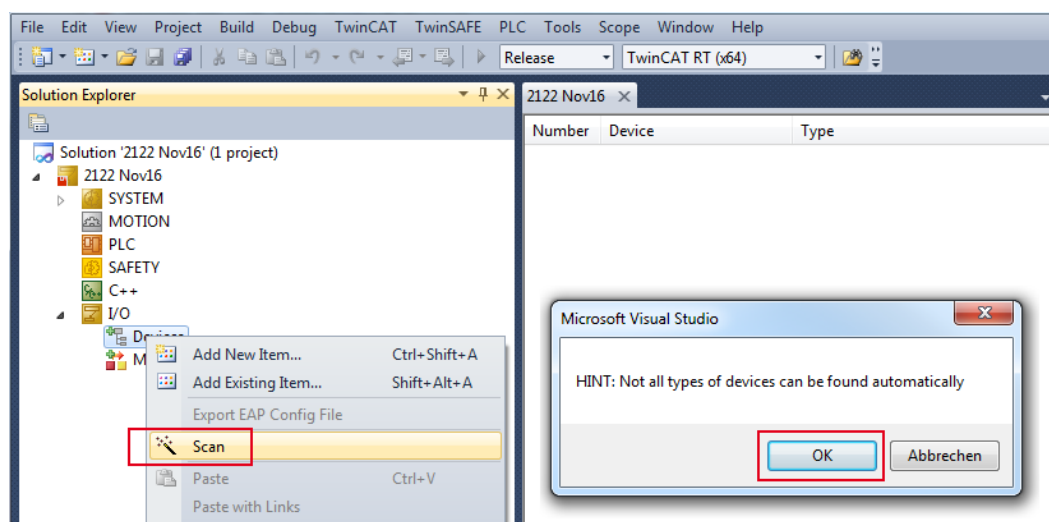 File Edit View Project Build Debug TwinCAT TwinSAFE PLC Tools Scope Window Help
Release TwinCAT RT (x64)
Solution Explorer
2122 Nov16
Number Device Type
Solution '2122 Nov16' (1 project)
2122 Nov16
SYSTEM
MOTION
PLC
SAFETY
C++
I/O
Devices
M
Add New Item... Ctrl+Shift+A
Add Existing Item... Shift+Alt+A
Export EAP Config File
Scan
Paste Ctrl+V
Paste with Links
Microsoft Visual Studio
HINT: Not all types of devices can be found automatically
OK Abbrechen